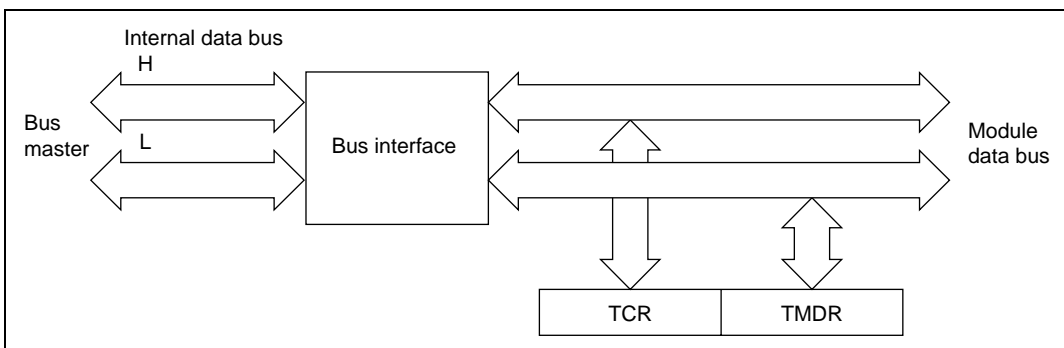 Internal data bus
H
Bus
master
L
Bus interface
Module
data bus
TCR
TMDR